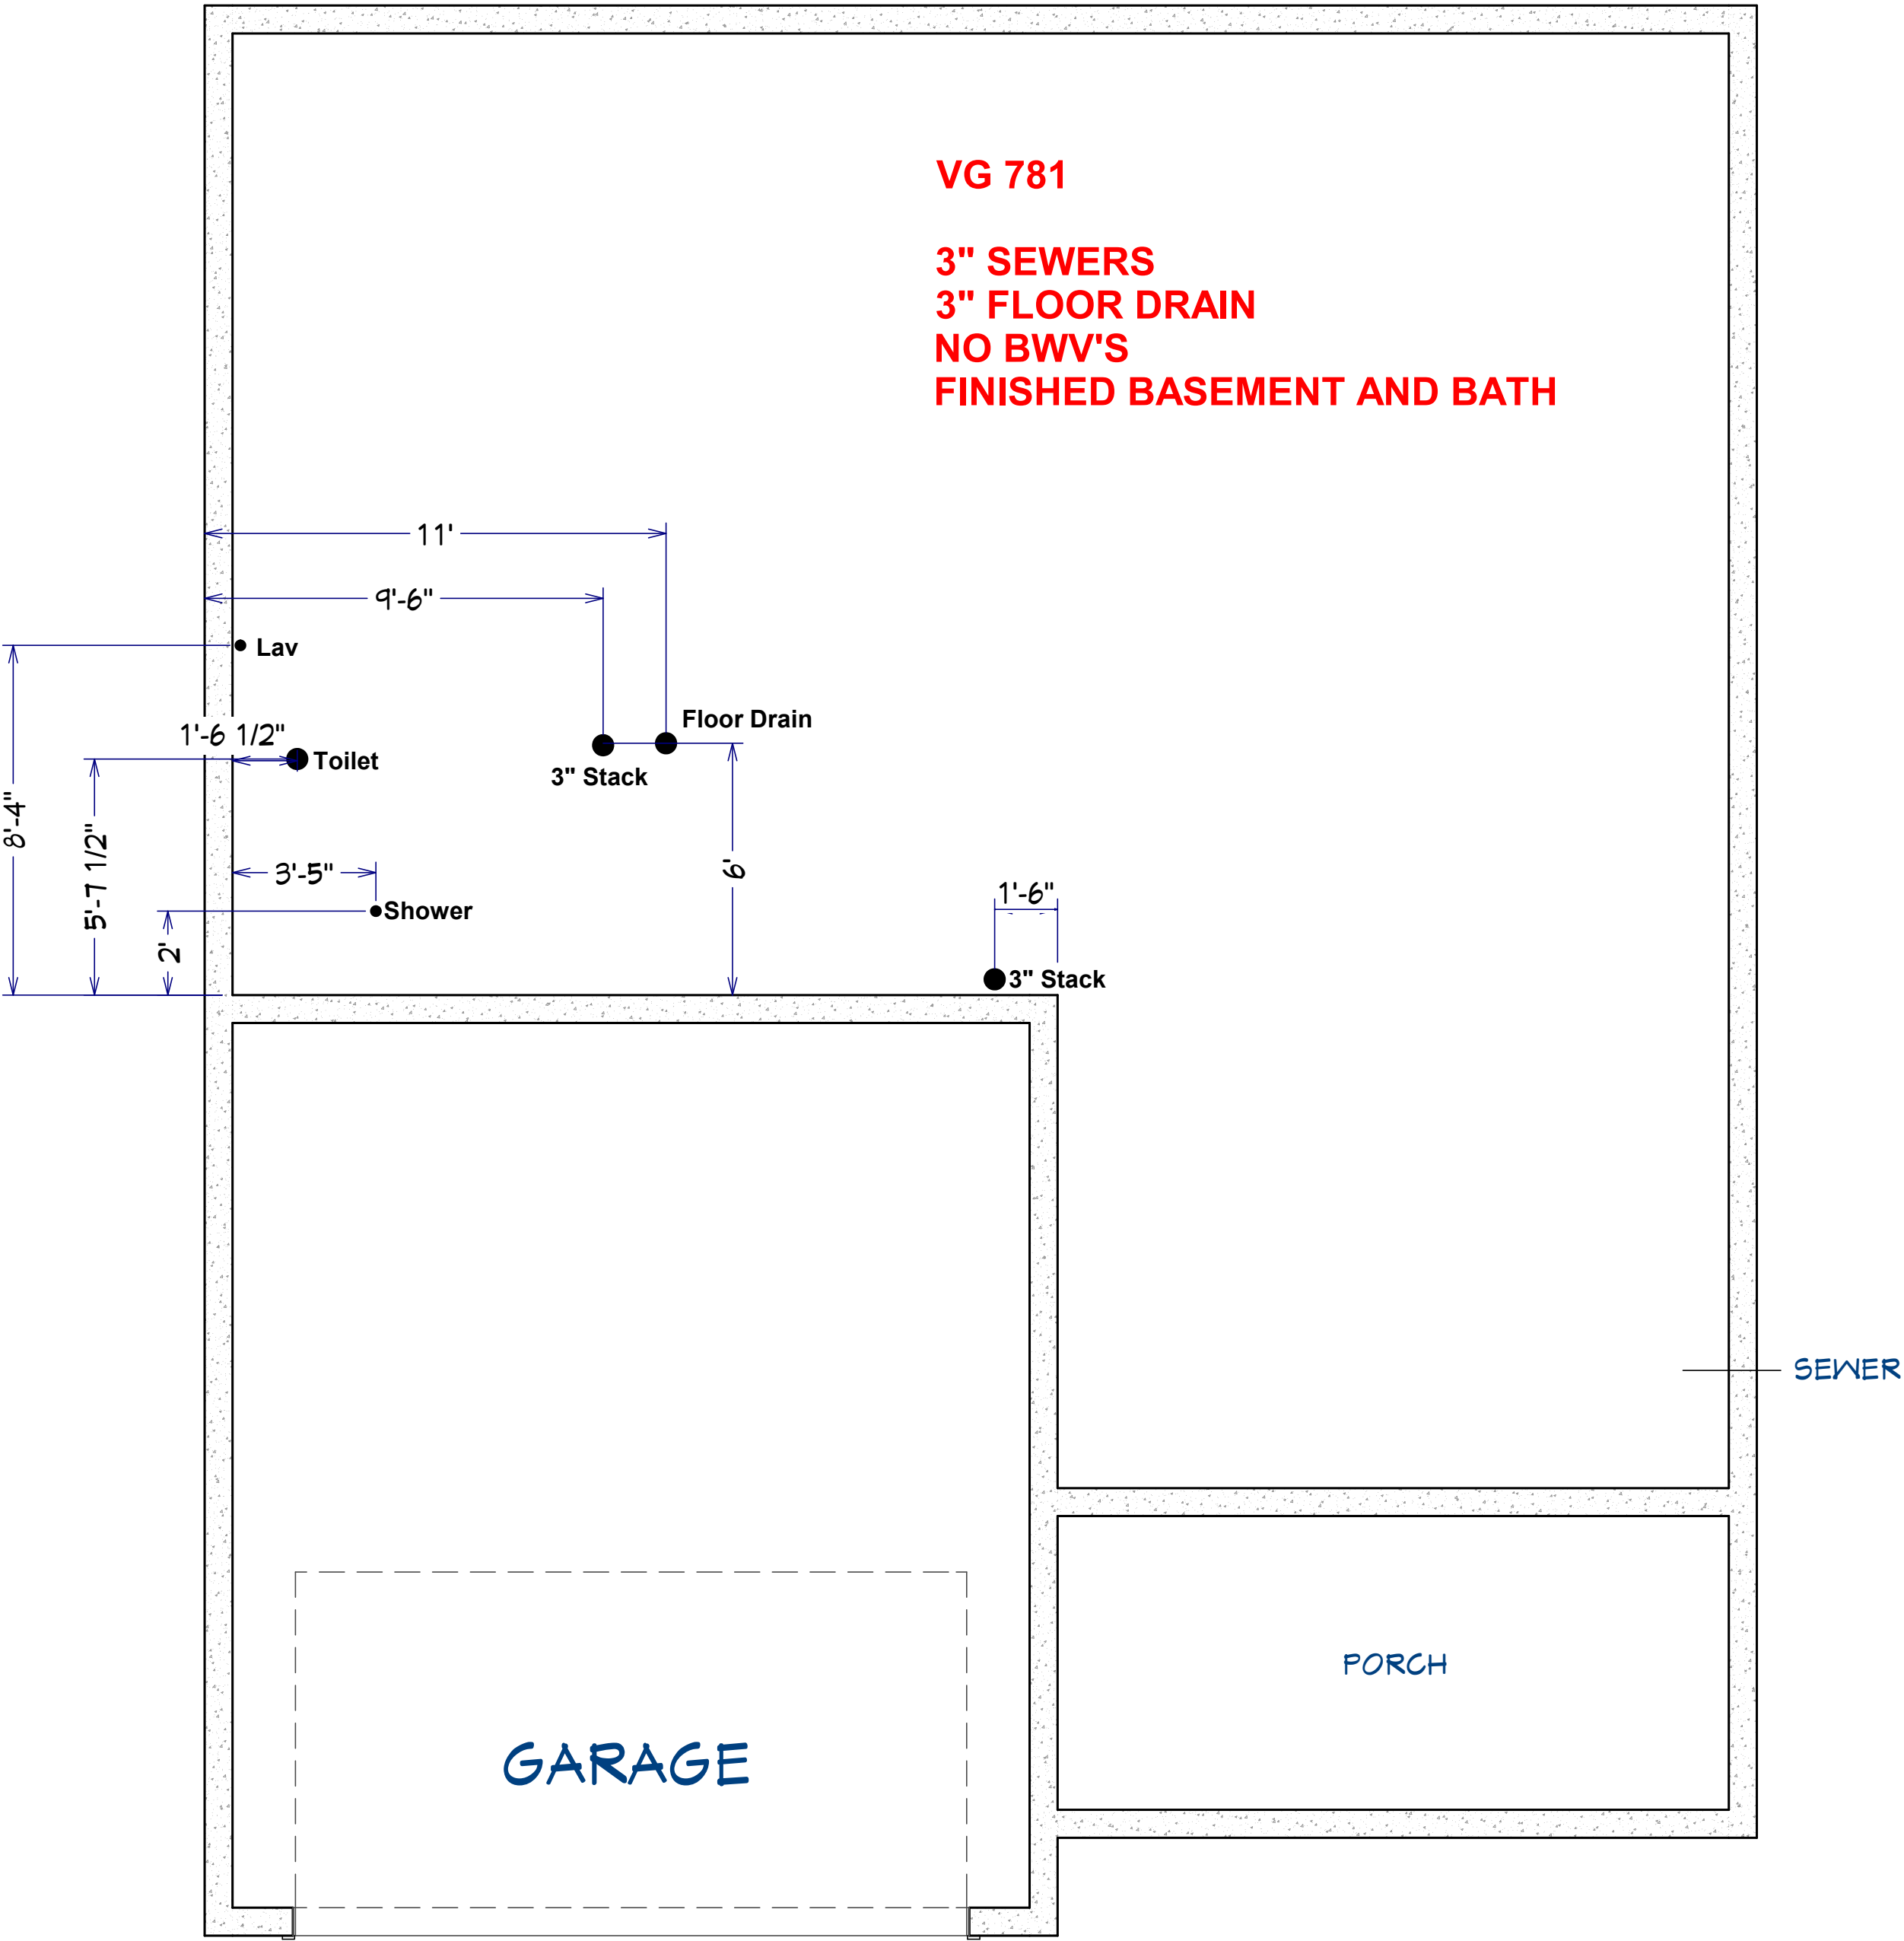 VG 781
3" SEWERS
3" FLOOR DRAIN
NO BWV'S
FINISHED BASEMENT AND BATH
11'
9'-6"
Lav
Floor Drain
1'-6 1/2"
Toilet
3" Stack
8'-4"
5'-7 1/2"
6'
3'-5"
1'-6"
Shower
2'
3" Stack
SEWER
PORCH
GARAGE